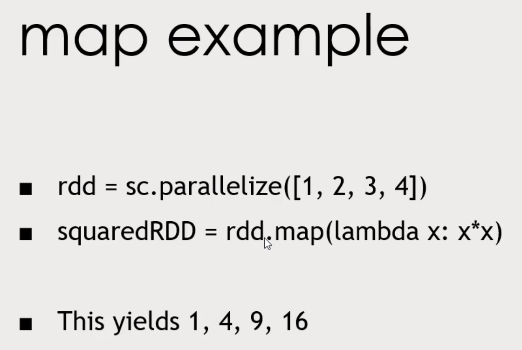 map example
▪ rdd = sc.parallelize([1, 2, 3, 4])
▪ squaredRDD = rdd.map(lambda x: x*x)
▪ This yields 1, 4, 9, 16